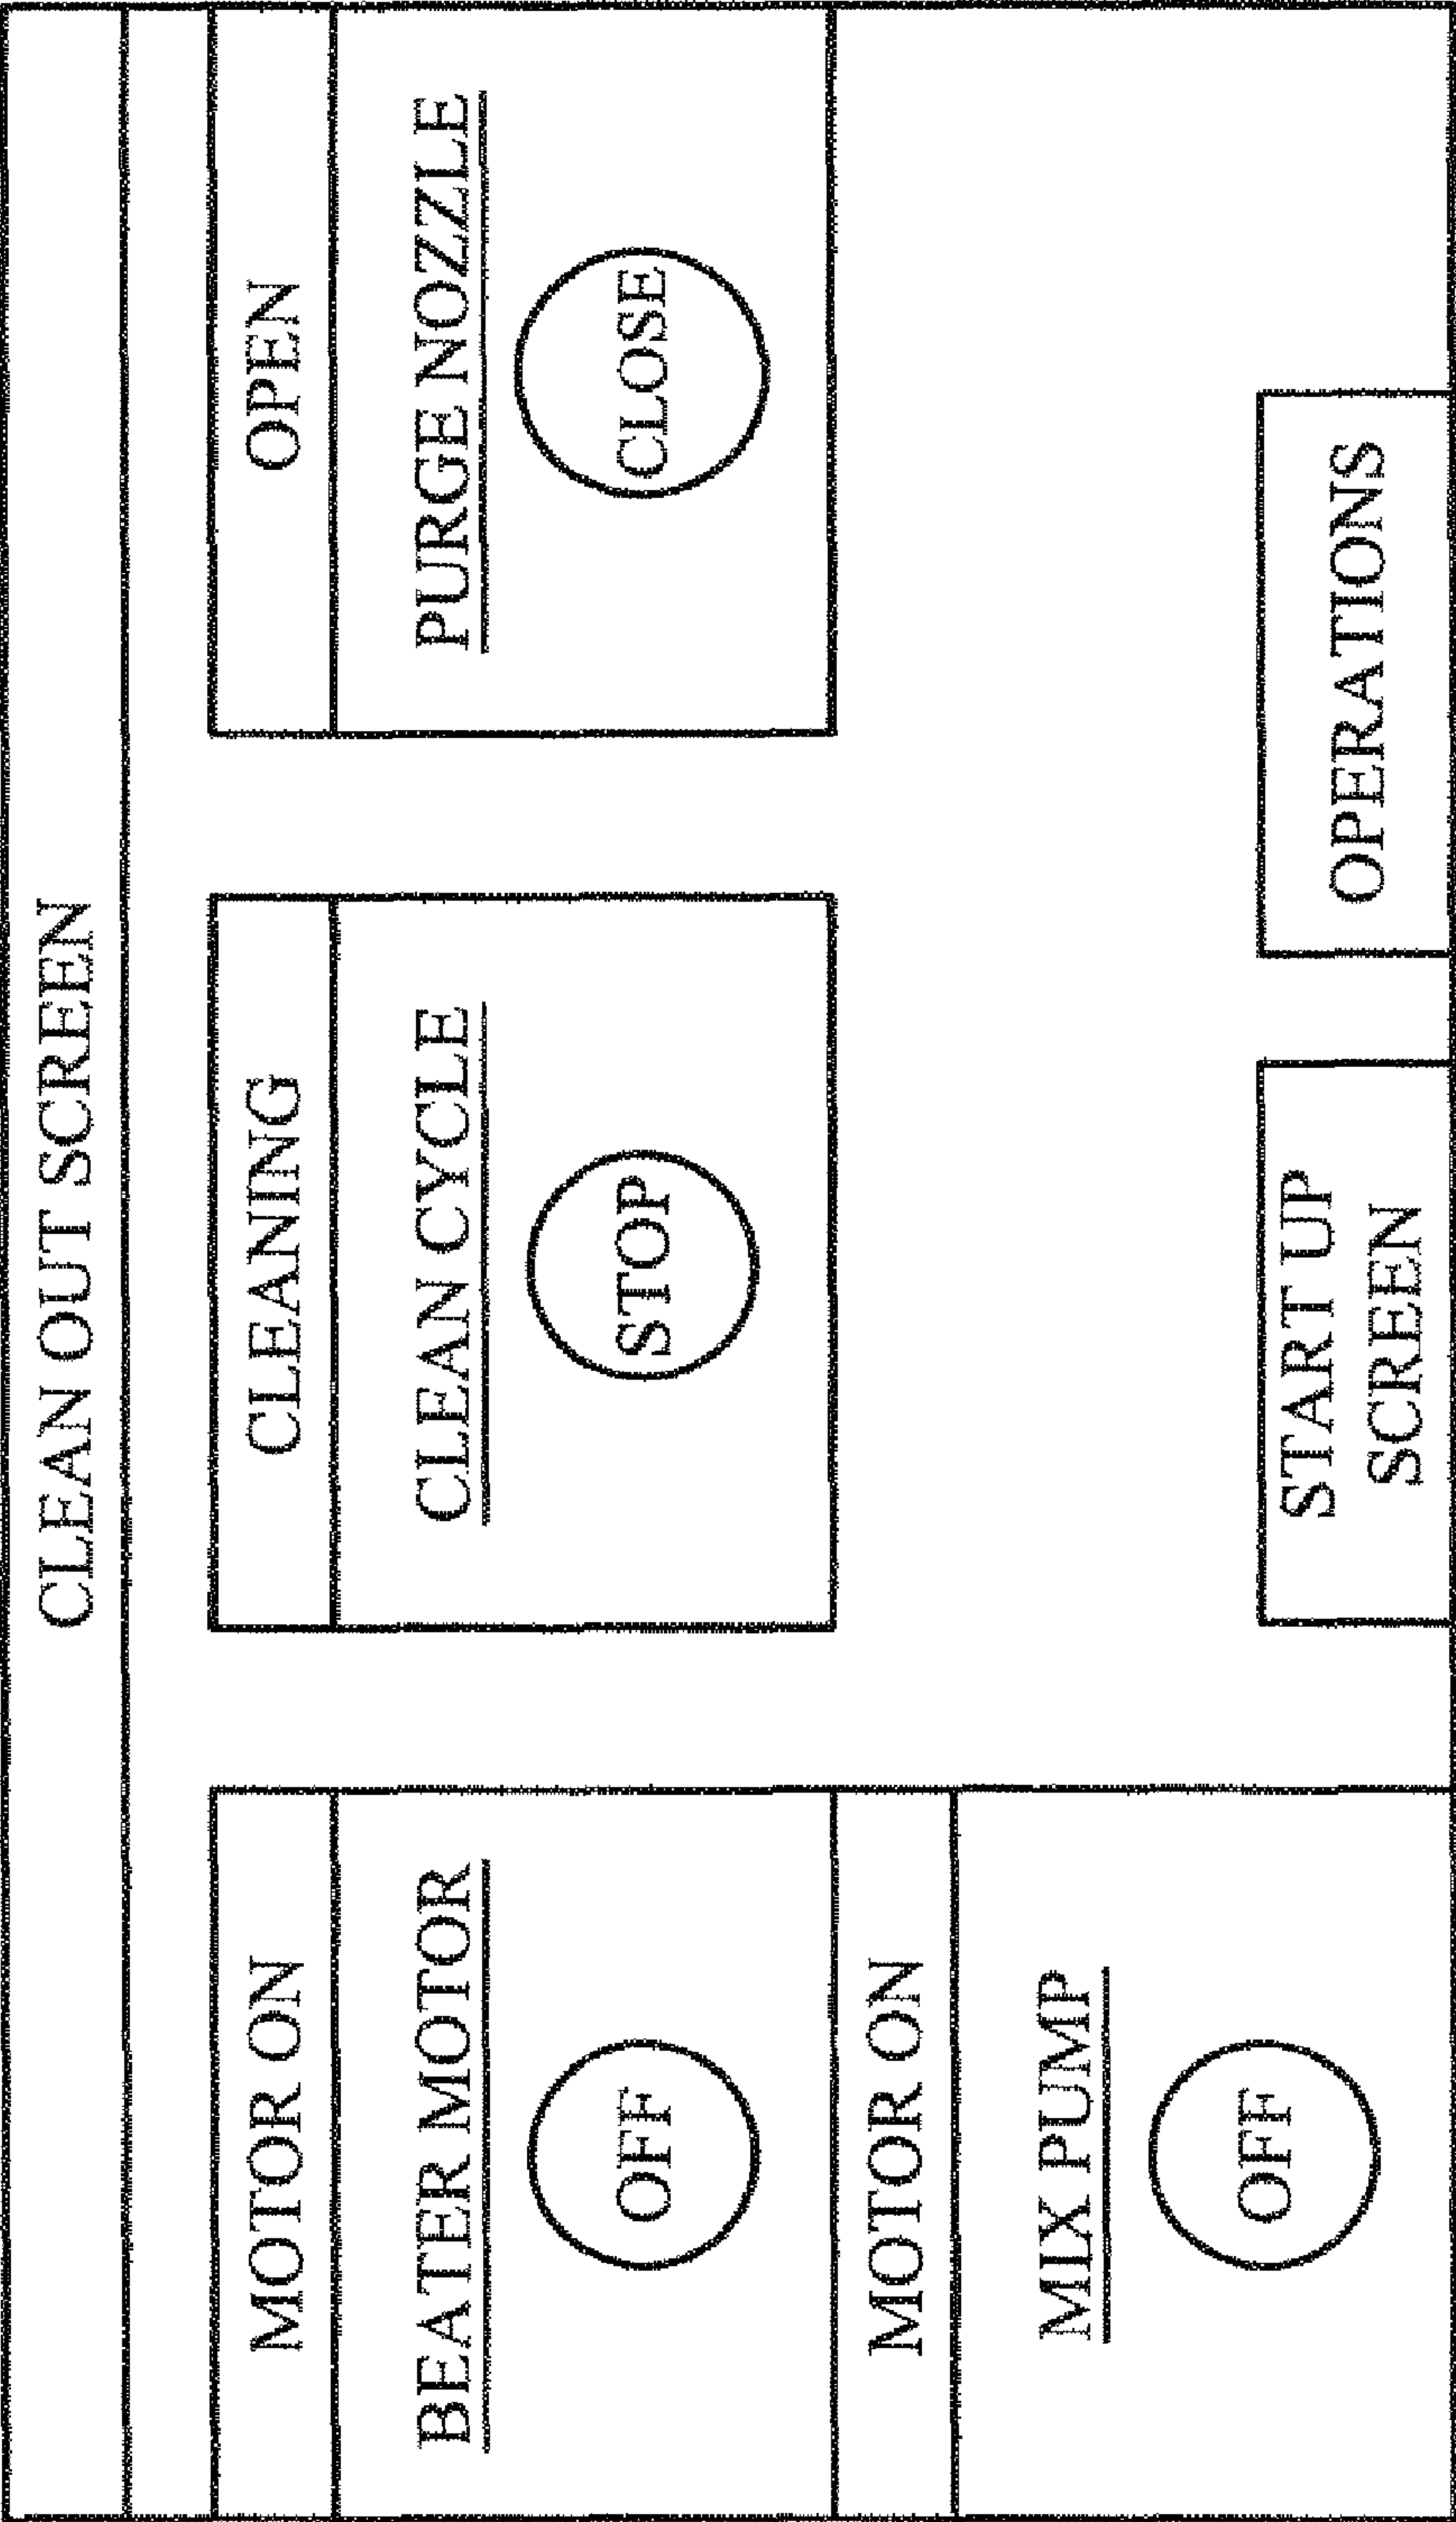 CLEAN OUT SCREEN
MOTOR ON
BEATER MOTOR
OFF
MOTOR ON
MIX PUMP
OFF
CLEANING
CLEAN CYCLE
STOP
OPEN
PURGE NOZZLE
CLOSE
START UP
SCREEN
OPERATIONS